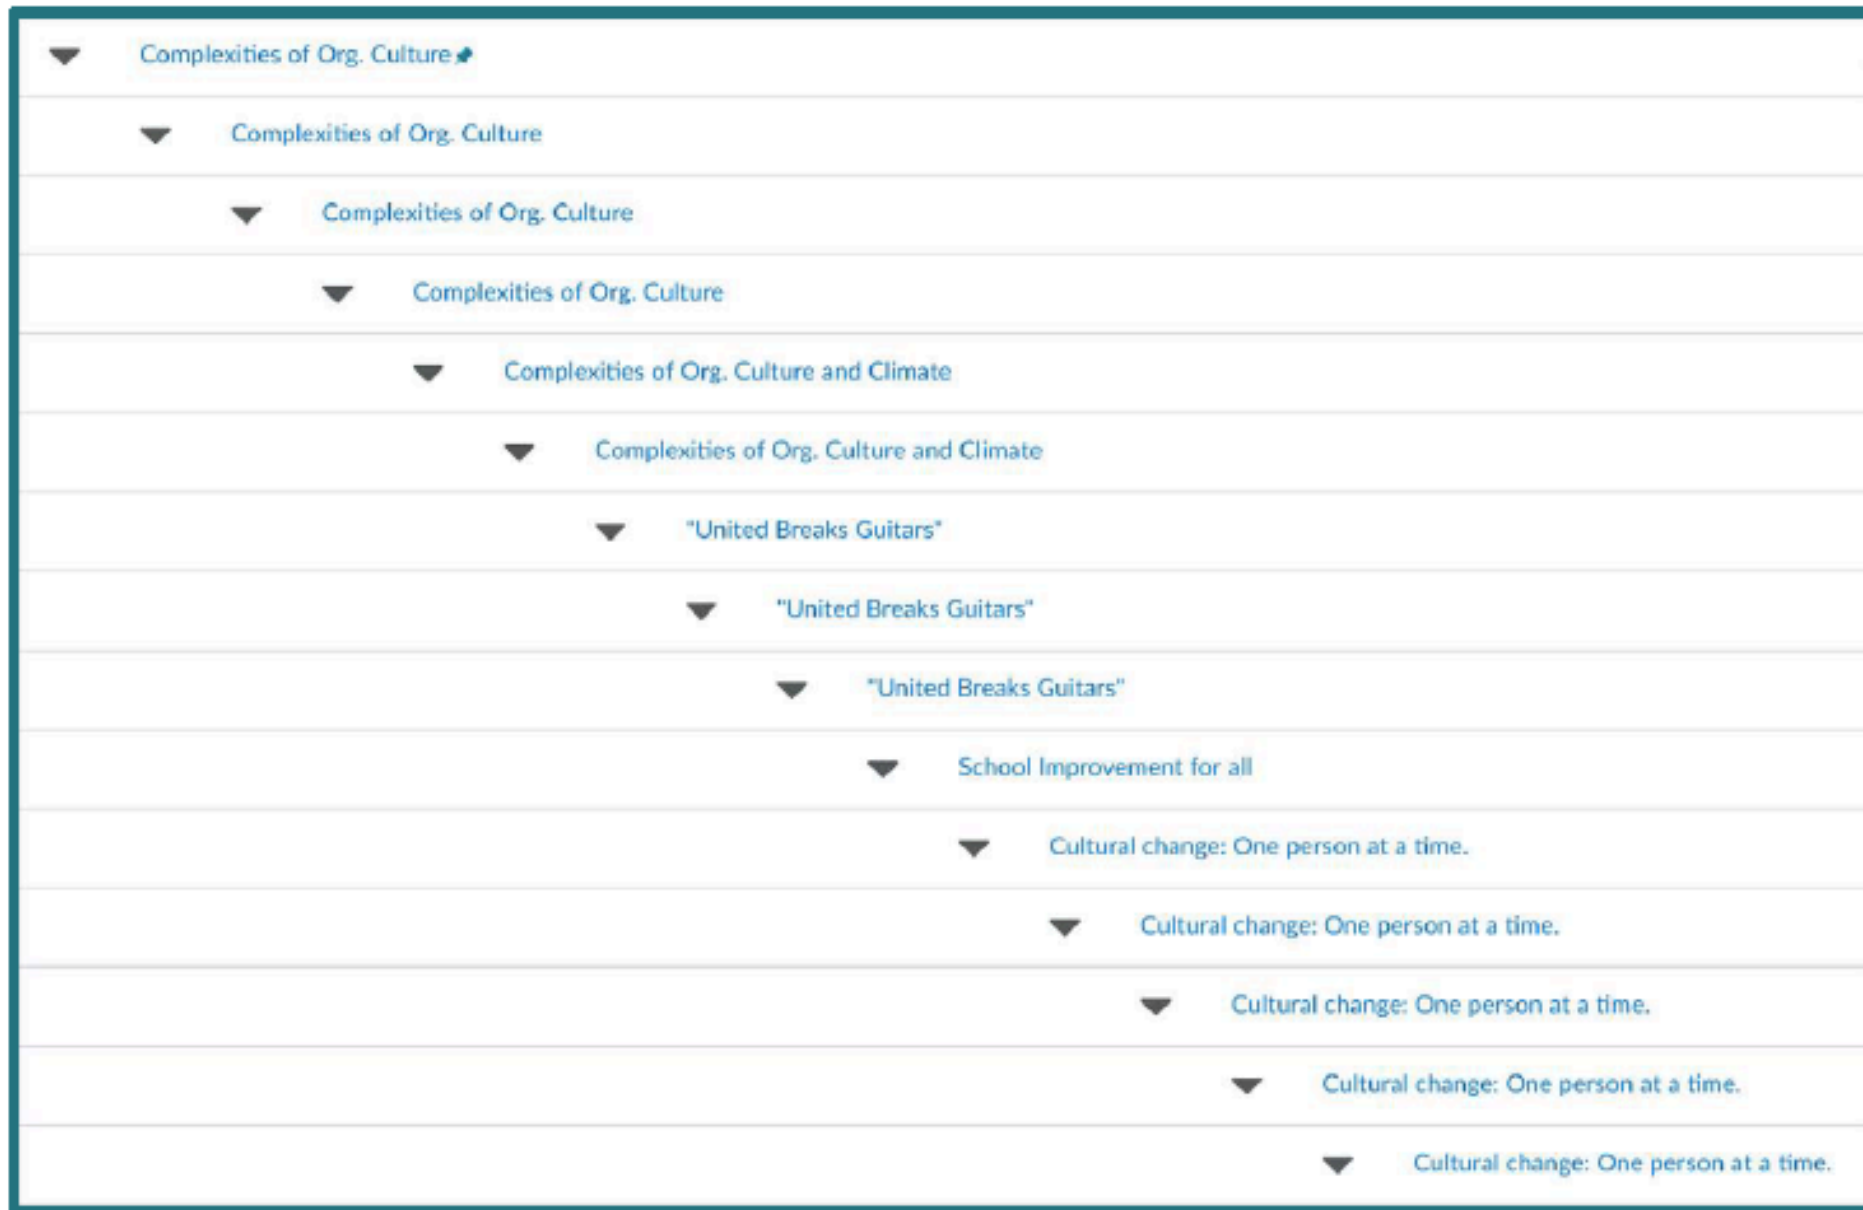 Complexities of Org. Culture
Complexities of Org. Culture
Complexities of Org. Culture
Complexities of Org. Culture
Complexities of Org. Culture and Climate
Complexities of Org. Culture and Climate
"United Breaks Guitars"
"United Breaks Guitars"
"United Breaks Guitars"
School Improvement for all
Cultural change: One person at a time.
Cultural change: One person at a time.
Cultural change: One person at a time.
Cultural change: One person at a time.
Cultural change: One person at a time.